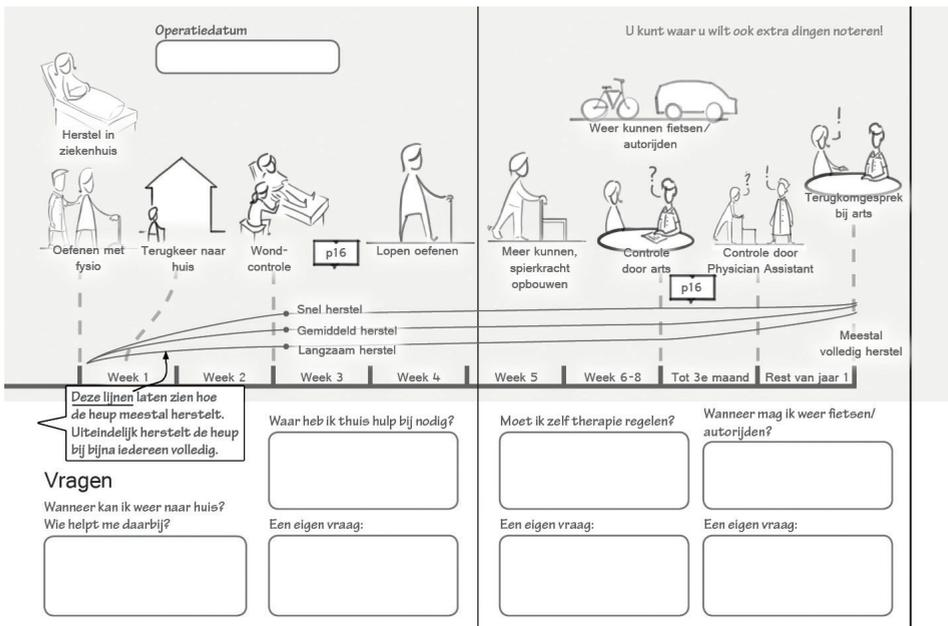 Operatiedatum
U kunt waar u wilt ook extra dingen noteren!
Herstel in
ziekenhuis
Weer kunnen fietsen/
autorijden
!
?
?
!
Terugkomgesprek
bij arts
Oefenen met
fysio
Terugkeer naar
huis
Wond-
controle
p16
Lopen oefenen
Meer kunnen,
spierkracht
opbouwen
Controle
door arts
p16
Controle door
Physician Assistant
Snel herstel
Gemiddeld herstel
Langzaam herstel
Meestal
volledig herstel
Week 1
Week 2
Week 3
Week 4
Week 5
Week 6-8
Tot 3e maand
Rest van jaar 1
Deze lijnen laten zien hoe
de heup meestal herstelt.
Uiteindelijk herstelt de heup
bij bijna iedereen volledig.
Vragen
Wanneer kan ik weer naar huis?
Wie helpt me daarbij?
Waar heb ik thuis hulp bij nodig?
Een eigen vraag:
Moet ik zelf therapie regelen?
Een eigen vraag:
Wanneer mag ik weer fietsen/
autorijden?
Een eigen vraag: